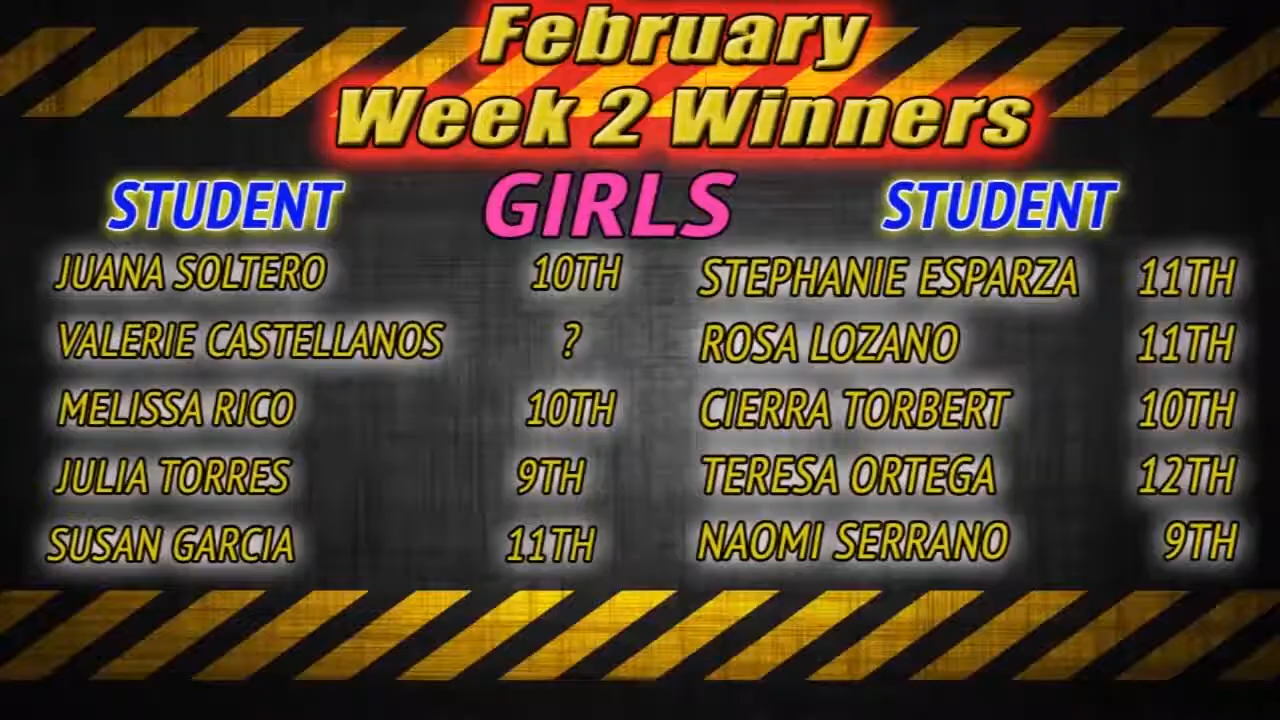 February
Week 2 Winners
STUDENT GIRLS STUDENT
JUANA SOLTERO 10TH STEPHANIE ESPARZA 11TH
VALERIE CASTELLANOS ? ROSA LOZANO 11TH
MELISSA RICO 10TH CIERRA TORBERT 10TH
JULIA TORRES 9TH TERESA ORTEGA 12TH
SUSAN GARCIA 11TH NAOMI SERRANO 9TH